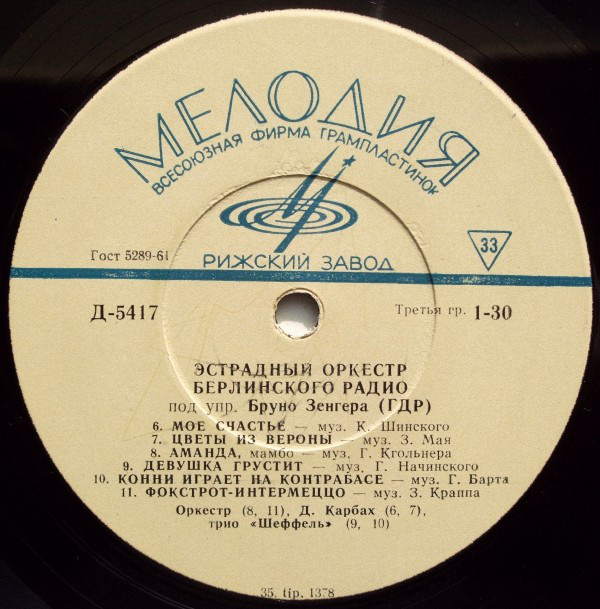 МЕЛОДИЯ
ВСЕСОЮЗНАЯ ФИРМА ГРАМПЛАСТИНОК
Гост 5289-61
РИЖСКИЙ ЗАВОД
33
Д-5417
Третья гр. 1-30
ЭСТРАДНЫЙ ОРКЕСТР
БЕРЛИНСКОГО РАДИО
под упр. Бруно Зенгера (ГДР)
6. МОЕ СЧАСТЬЕ — муз. К. Шинского
7. ЦВЕТЫ ИЗ ВЕРОНЫ — муз. З. Мая
8. АМАНДА, мамбо — муз. Г. Кгольнера
9. ДЕВУШКА ГРУСТИТ — муз. Г. Начинского
10. КОННИ ИГРАЕТ НА КОНТРАБАСЕ — муз. Г. Барта
11. ФОКСТРОТ-ИНТЕРМЕЦЦО — муз. З. Краппа
Оркестр (8, 11), Д. Карбах (6, 7),
трио «Шеффель» (9, 10)
35. tip. 1378